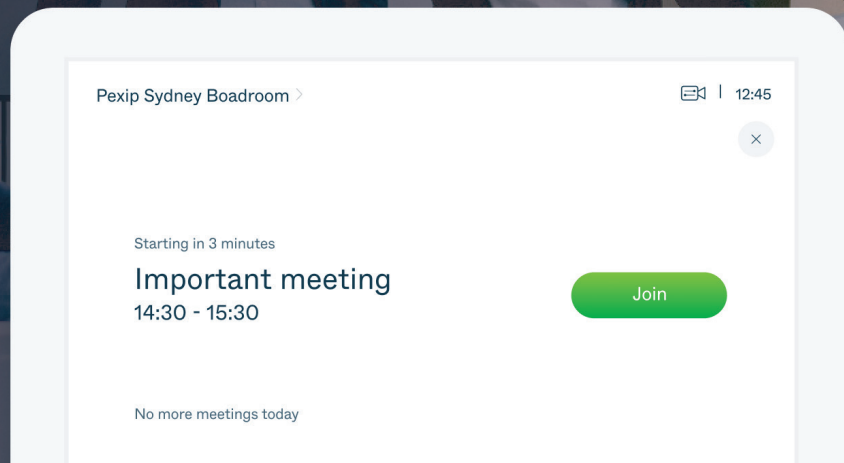 Pexip Sydney Boadroom
12:45
Starting in 3 minutes
Important meeting
14:30 - 15:30
Join
No more meetings today